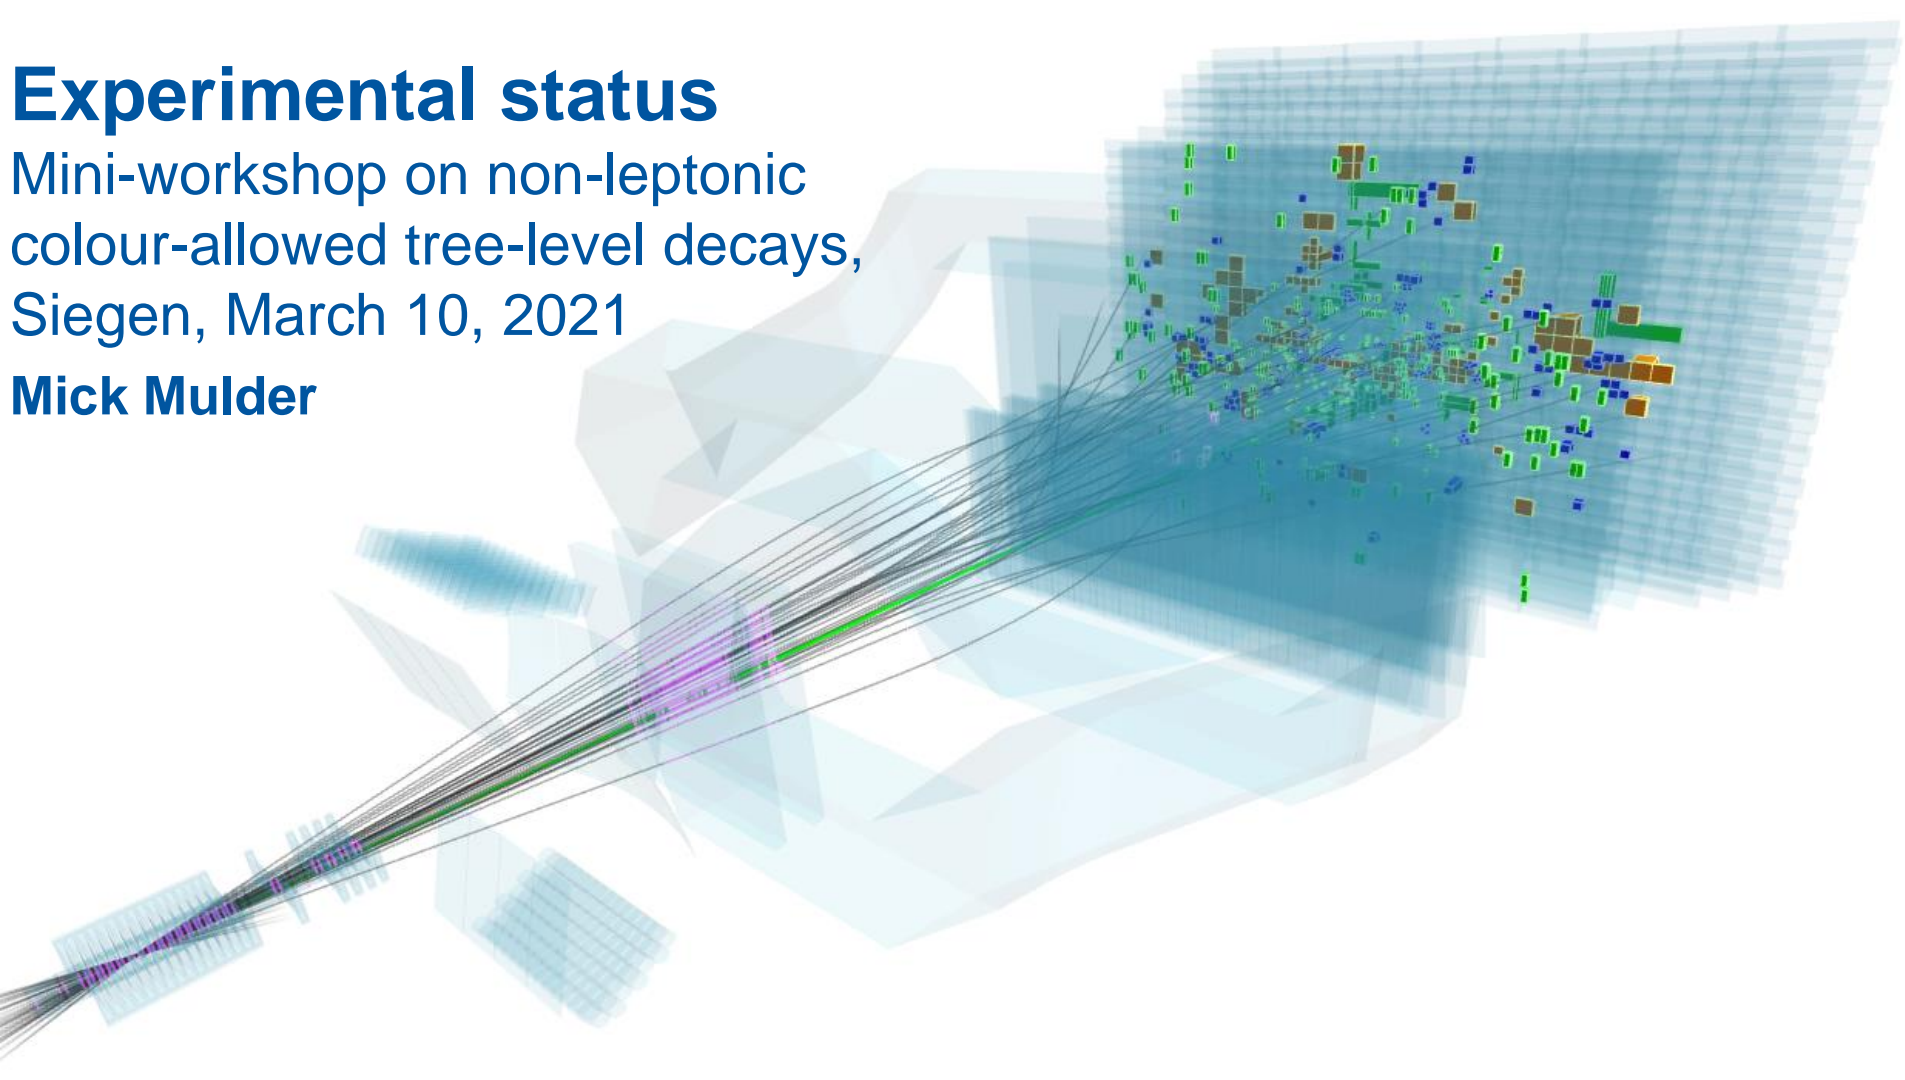 Experimental status
Mini-workshop on non-leptonic
colour-allowed tree-level decays,
Siegen, March 10, 2021
Mick Mulder